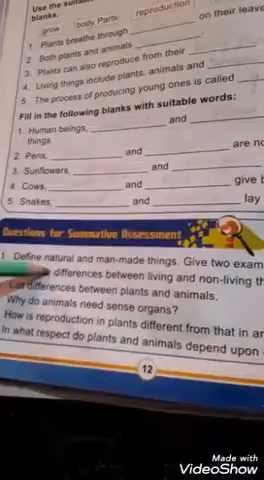 Use the suitable
blanks.
grow body Parts reproduction
1 Plants breathe through
on their leave
2 Both plants and animals
3. Plants can also reproduce from their
4. Living things include plants, animals and
5. The process of producing young ones is called
Fill in the following blanks with suitable words:
1. Human beings, and
things.
2. Pens, and are no
3. Sunflowers, and
4. Cows, and give
5. Snakes, and lay
Questions for Summative Assessment
1 Define natural and man-made things. Give two exam
differences between living and non-living th
List differences between plants and animals.
Why do animals need sense organs?
How is reproduction in plants different from that in an
In what respect do plants and animals depend upon
12
Made with
VideoShow